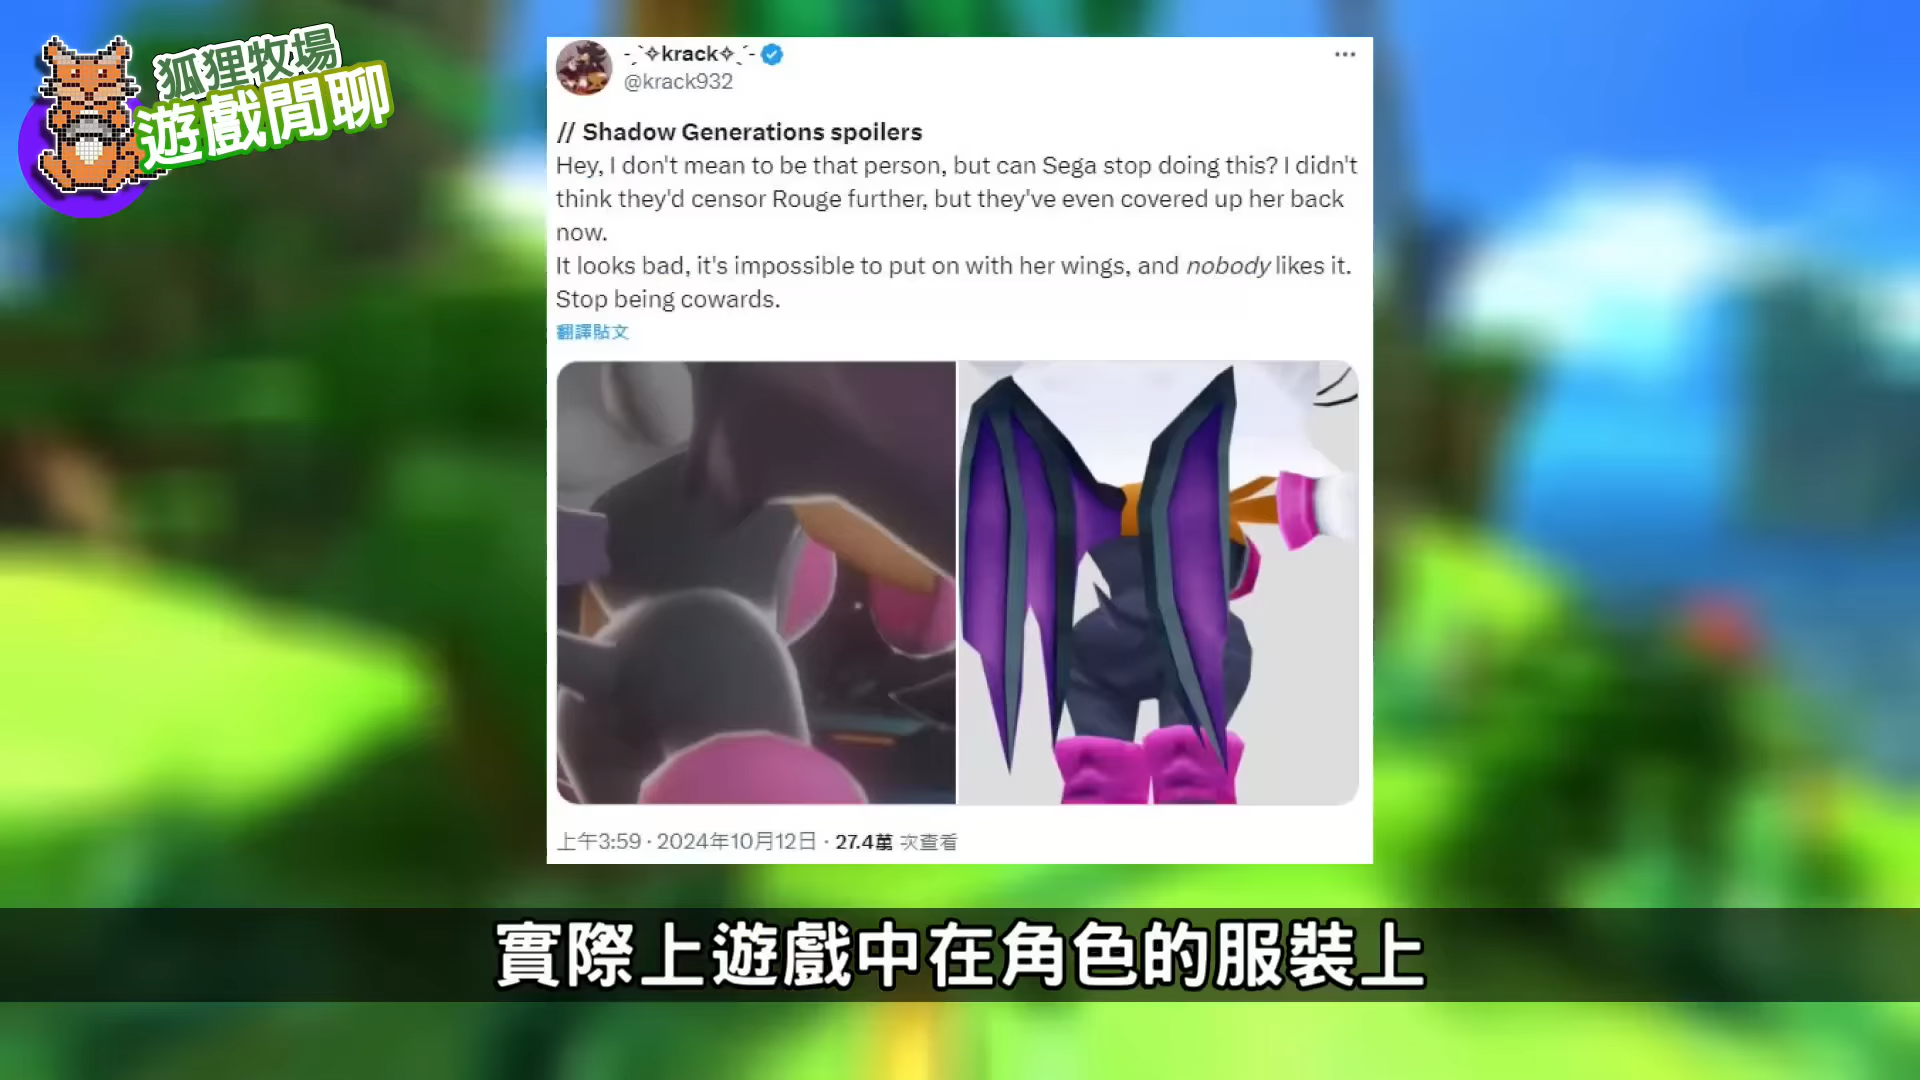 狐狸牧場
遊戲閒聊
-ˏˋ✧krack✧ˎˊ-
@krack932
// Shadow Generations spoilers
Hey, I don't mean to be that person, but can Sega stop doing this? I didn't
think they'd censor Rouge further, but they've even covered up her back
now.
It looks bad, it's impossible to put on with her wings, and nobody likes it.
Stop being cowards.
翻譯貼文
上午3:59 · 2024年10月12日 · 27.4萬 次查看
實際上遊戲中在角色的服裝上